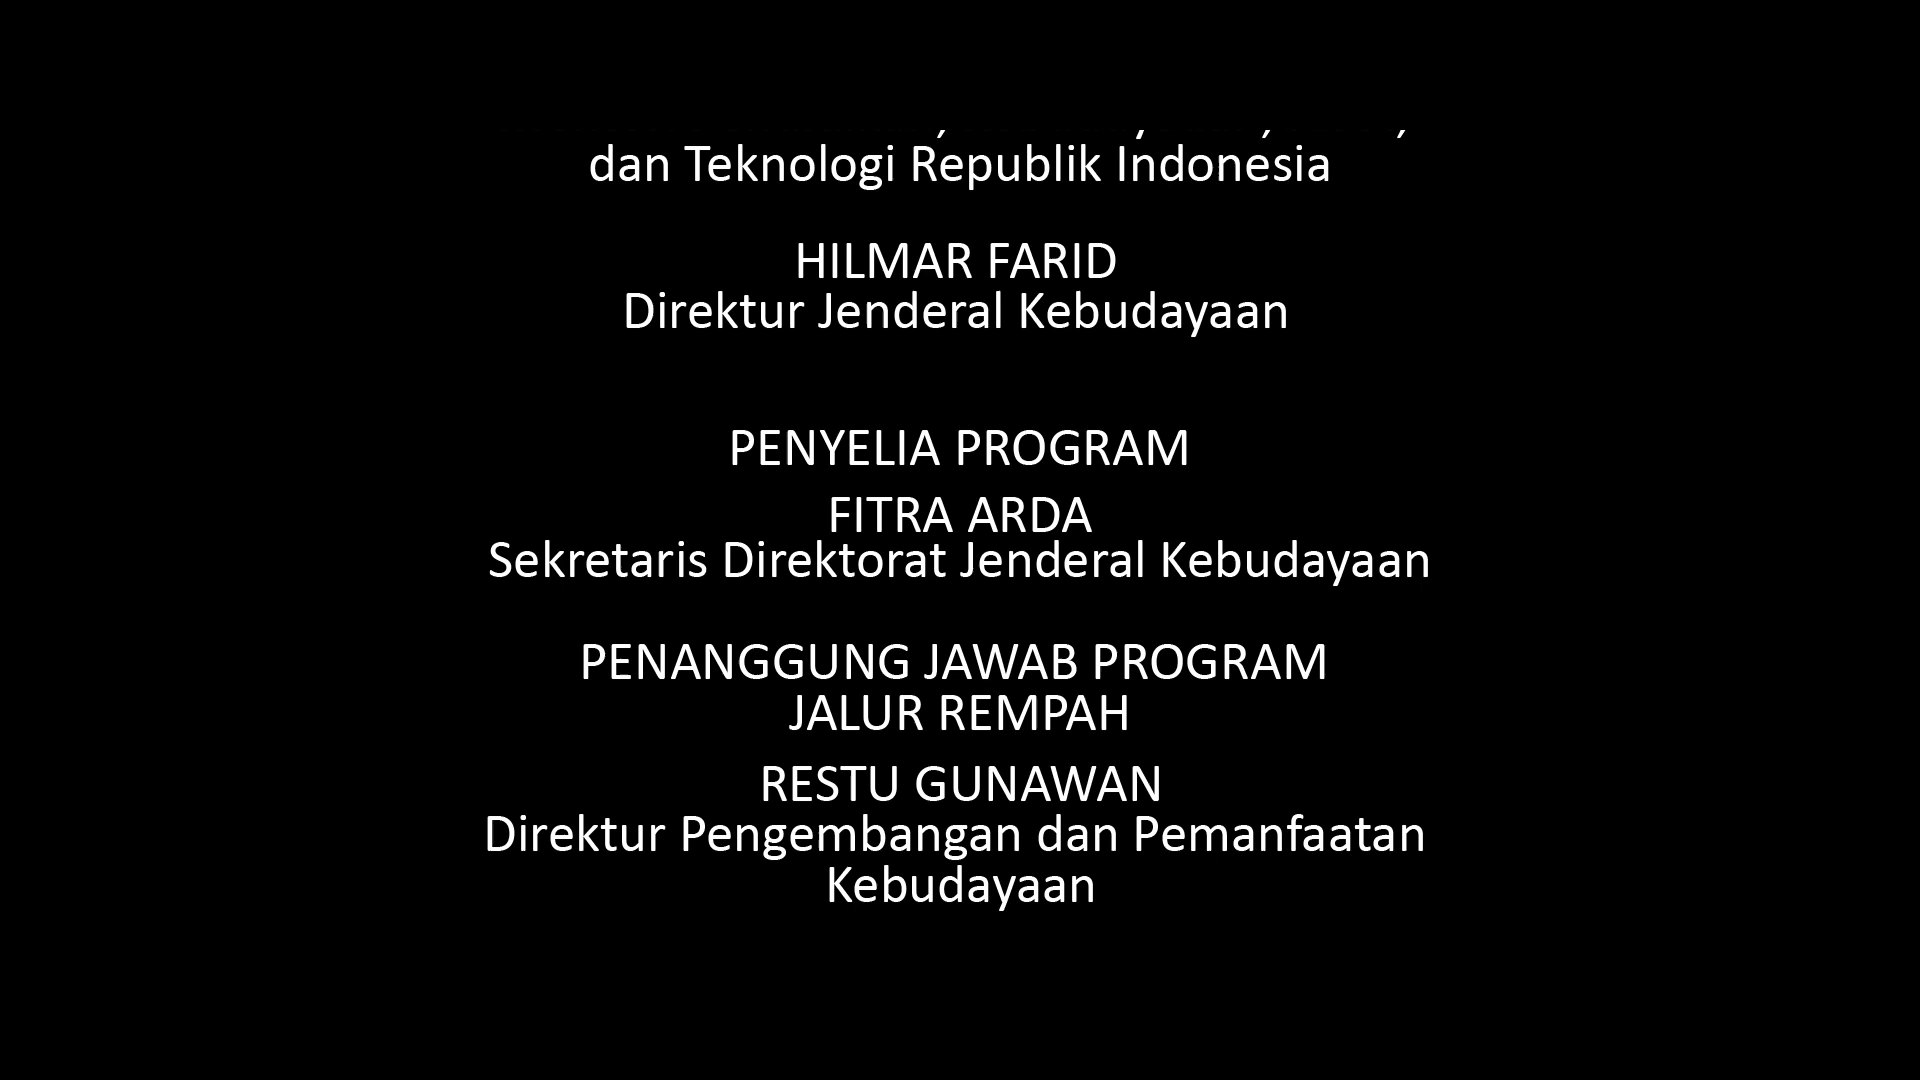 dan Teknologi Republik Indonesia
HILMAR FARID
Direktur Jenderal Kebudayaan
PENYELIA PROGRAM
FITRA ARDA
Sekretaris Direktorat Jenderal Kebudayaan
PENANGGUNG JAWAB PROGRAM
JALUR REMPAH
RESTU GUNAWAN
Direktur Pengembangan dan Pemanfaatan
Kebudayaan